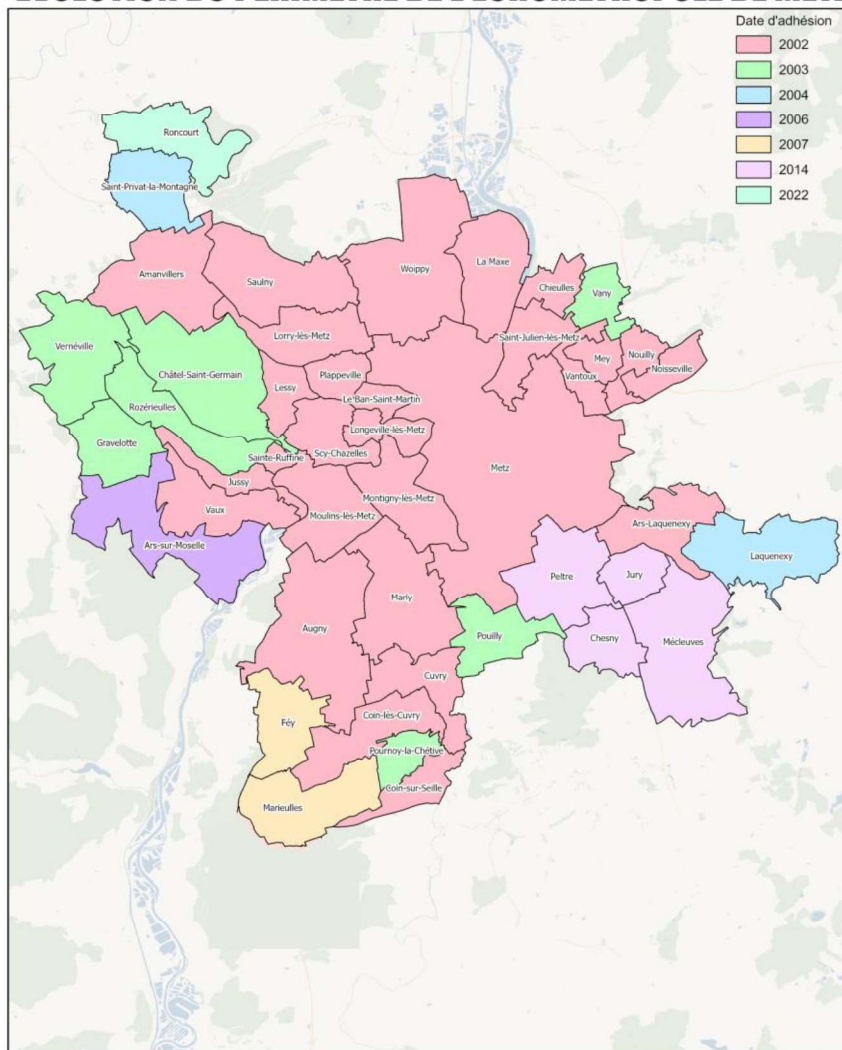 Date d'adhésion
2002
2003
2004
2006
2007
2014
2022
Roncourt
Saint-Privat-la-Montagne
Amanvillers
Saulny
Woippy
La Maxe
Chieulles
Vany
Vernéville
Lorry-lès-Metz
Saint-Julien-lès-Metz
Mey
Nouilly
Noisseville
Vantoux
Châtel-Saint-Germain
Plappeville
Lessy
Le Ban-Saint-Martin
Rozérieulles
Longeville-lès-Metz
Gravelotte
Scy-Chazelles
Sainte-Ruffine
Metz
Jussy
Montigny-lès-Metz
Vaux
Moulins-lès-Metz
Ars-Laquenexy
Ars-sur-Moselle
Laquenexy
Peltre
Jury
Marly
Augny
Pouilly
Chesny
Mécleuves
Cuvry
Coin-lès-Cuvry
Féy
Pournoy-la-Chétive
Coin-sur-Seille
Marieulles